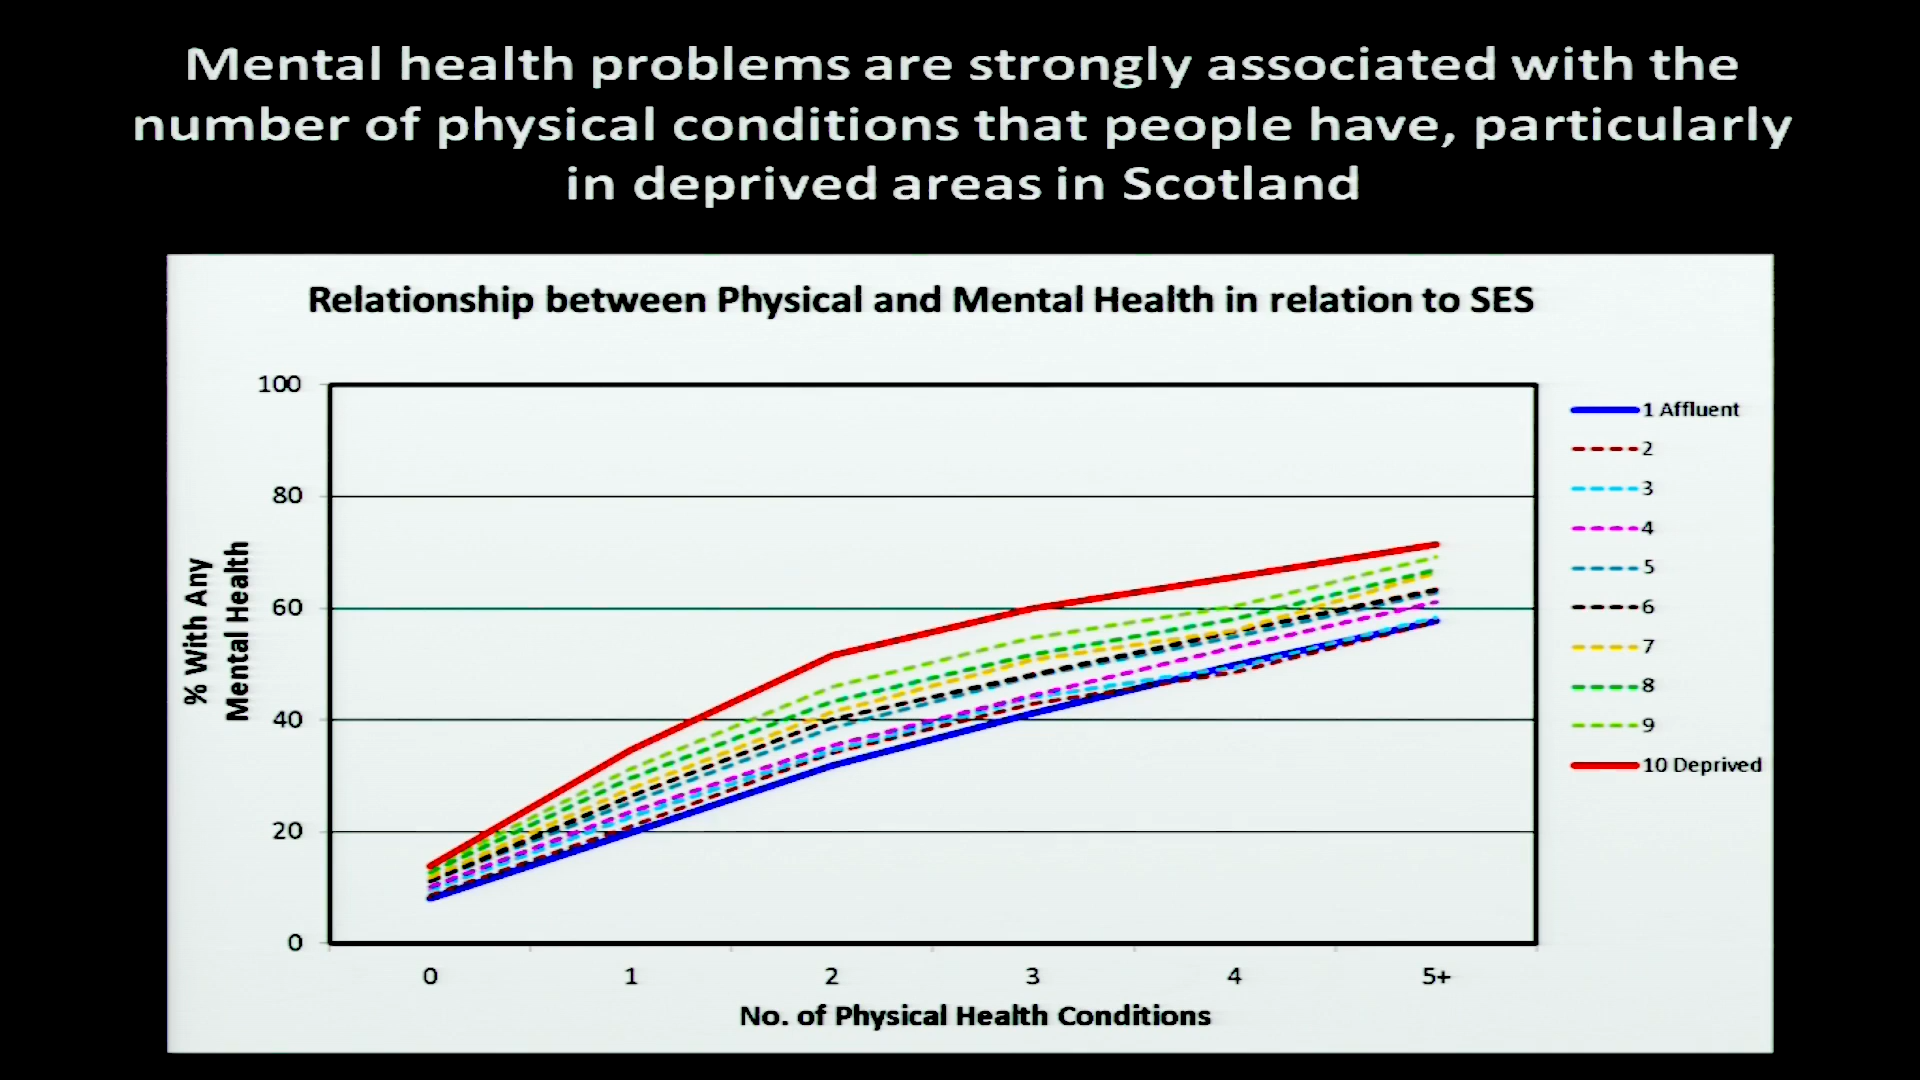 Mental health problems are strongly associated with the
number of physical conditions that people have, particularly
in deprived areas in Scotland
Relationship between Physical and Mental Health in relation to SES
% With Any
Mental Health
100
80
60
40
20
0
0 1 2 3 4 5+
No. of Physical Health Conditions
1 Affluent
2
3
4
5
6
7
8
9
10 Deprived